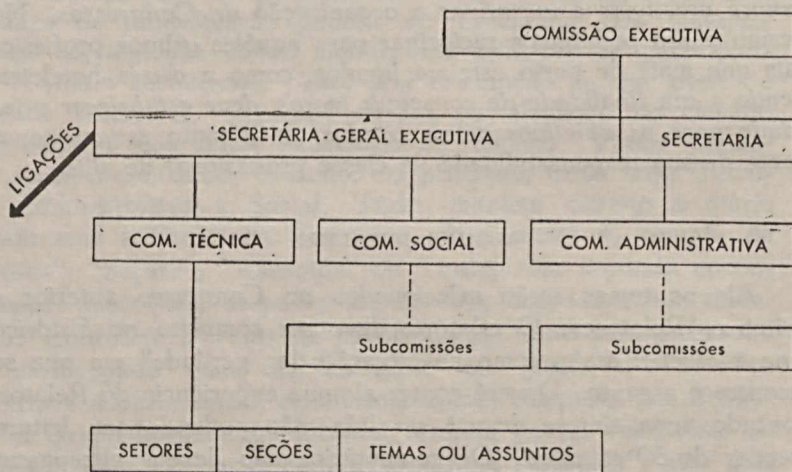 COMISSÃO EXECUTIVA
LIGAÇÕES
SECRETÁRIA-GERAL EXECUTIVA SECRETARIA
COM. TÉCNICA COM. SOCIAL COM. ADMINISTRATIVA
Subcomissões Subcomissões
SETORES SEÇÕES TEMAS OU ASSUNTOS